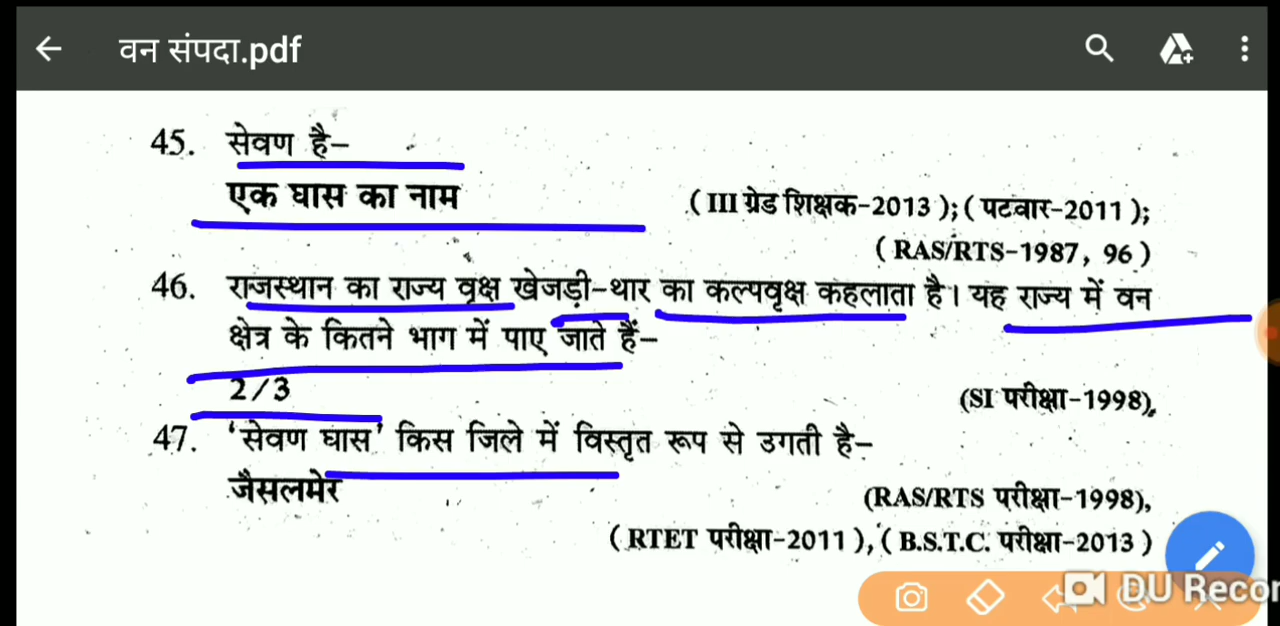 वन संपदा.pdf
45. सेवण है–
एक घास का नाम
( III ग्रेड शिक्षक-2013 ); ( पटवार-2011 );
( RAS/RTS-1987, 96 )
46. राजस्थान का राज्य वृक्ष खेजड़ी-थार का कल्पवृक्ष कहलाता है। यह राज्य में वन
क्षेत्र के कितने भाग में पाए जाते हैं–
2/3
(SI परीक्षा-1998),
47. 'सेवण घास' किस जिले में विस्तृत रूप से उगती है–
जैसलमेर
(RAS/RTS परीक्षा-1998),
( RTET परीक्षा-2011 ), ( B.S.T.C. परीक्षा-2013 )
DU Recor